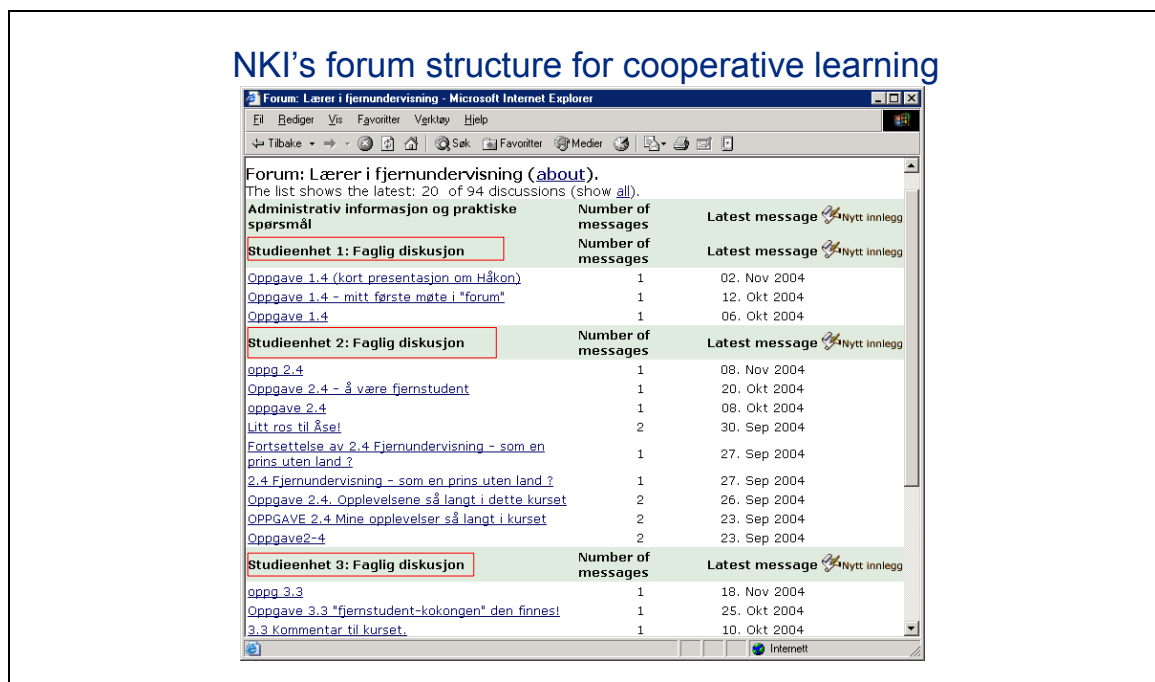 NKI's forum structure for cooperative learning
Forum: Lærer i fjernundervisning - Microsoft Internet Explorer
Fil Rediger Vis Favoritter Verktøy Hjelp
Tilbake Søk Favoritter Medier
Forum: Lærer i fjernundervisning (about).
The list shows the latest: 20 of 94 discussions (show all).
Administrativ informasjon og praktiske spørsmål Number of messages Latest message Nytt innlegg
Studieenhet 1: Faglig diskusjon Number of messages Latest message Nytt innlegg
Oppgave 1.4 (kort presentasjon om Håkon) 1 02. Nov 2004
Oppgave 1.4 - mitt første møte i "forum" 1 12. Okt 2004
Oppgave 1.4 1 06. Okt 2004
Studieenhet 2: Faglig diskusjon Number of messages Latest message Nytt innlegg
oppg 2.4 1 08. Nov 2004
Oppgave 2.4 - å være fjernstudent 1 20. Okt 2004
oppgave 2.4 1 08. Okt 2004
Litt ros til Åse! 2 30. Sep 2004
Fortsettelse av 2.4 Fjernundervisning - som en prins uten land ? 1 27. Sep 2004
2.4 Fjernundervisning - som en prins uten land ? 1 27. Sep 2004
Oppgave 2.4. Opplevelsene så langt i dette kurset 2 26. Sep 2004
OPPGAVE 2.4 Mine opplevelser så langt i kurset 2 23. Sep 2004
Oppgave2-4 2 23. Sep 2004
Studieenhet 3: Faglig diskusjon Number of messages Latest message Nytt innlegg
oppg 3.3 1 18. Nov 2004
Oppgave 3.3 "fjernstudent-kokongen" den finnes! 1 25. Okt 2004
3.3 Kommentar til kurset. 1 10. Okt 2004
Internett